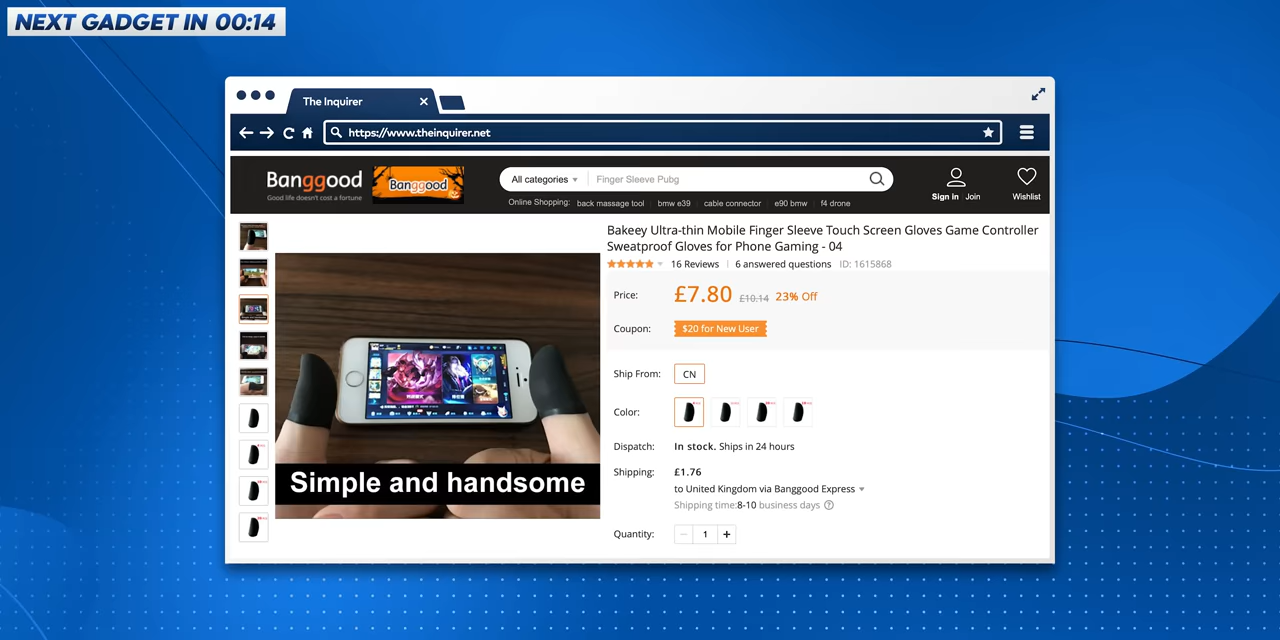 NEXT GADGET IN 00:14
The Inquirer
https://www.theinquirer.net
Banggood
Good life doesn't cost a fortune
Banggood
All categories
Finger Sleeve Pubg
Sign in Join
Wishlist
Online Shopping: back massage tool bmw e39 cable connector e90 bmw f4 drone
Bakeey Ultra-thin Mobile Finger Sleeve Touch Screen Gloves Game Controller
Sweatproof Gloves for Phone Gaming - 04
16 Reviews 6 answered questions ID: 1615868
Price: £7.80 £10.14 23% Off
Coupon: $20 for New User
Ship From: CN
Color:
Dispatch: In stock. Ships in 24 hours
Shipping: £1.76
to United Kingdom via Banggood Express
Shipping time:8-10 business days
Quantity: 1
Simple and handsome